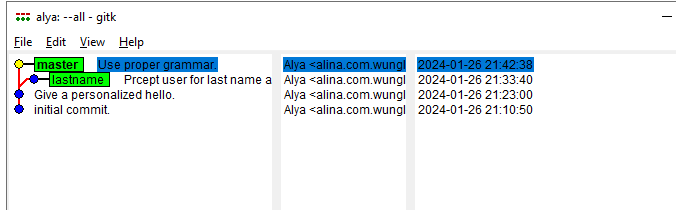 alya: --all - gitk
File Edit View Help
master Use proper grammar. Alya <alina.com.wungl 2024-01-26 21:42:38
lastname Prcept user for last name a Alya <alina.com.wungl 2024-01-26 21:33:40
Give a personalized hello. Alya <alina.com.wungl 2024-01-26 21:23:00
initial commit. Alya <alina.com.wungl 2024-01-26 21:10:50